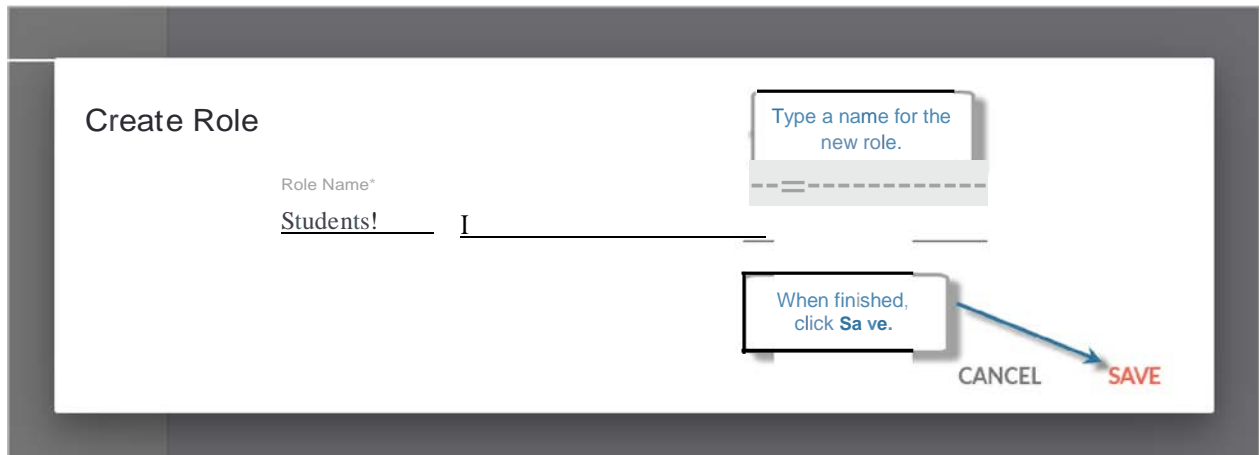 Create Role
Type a name for the
new role.
Role Name*
--=-------------
Students!
I
When finished,
click Sa ve.
CANCEL
SAVE